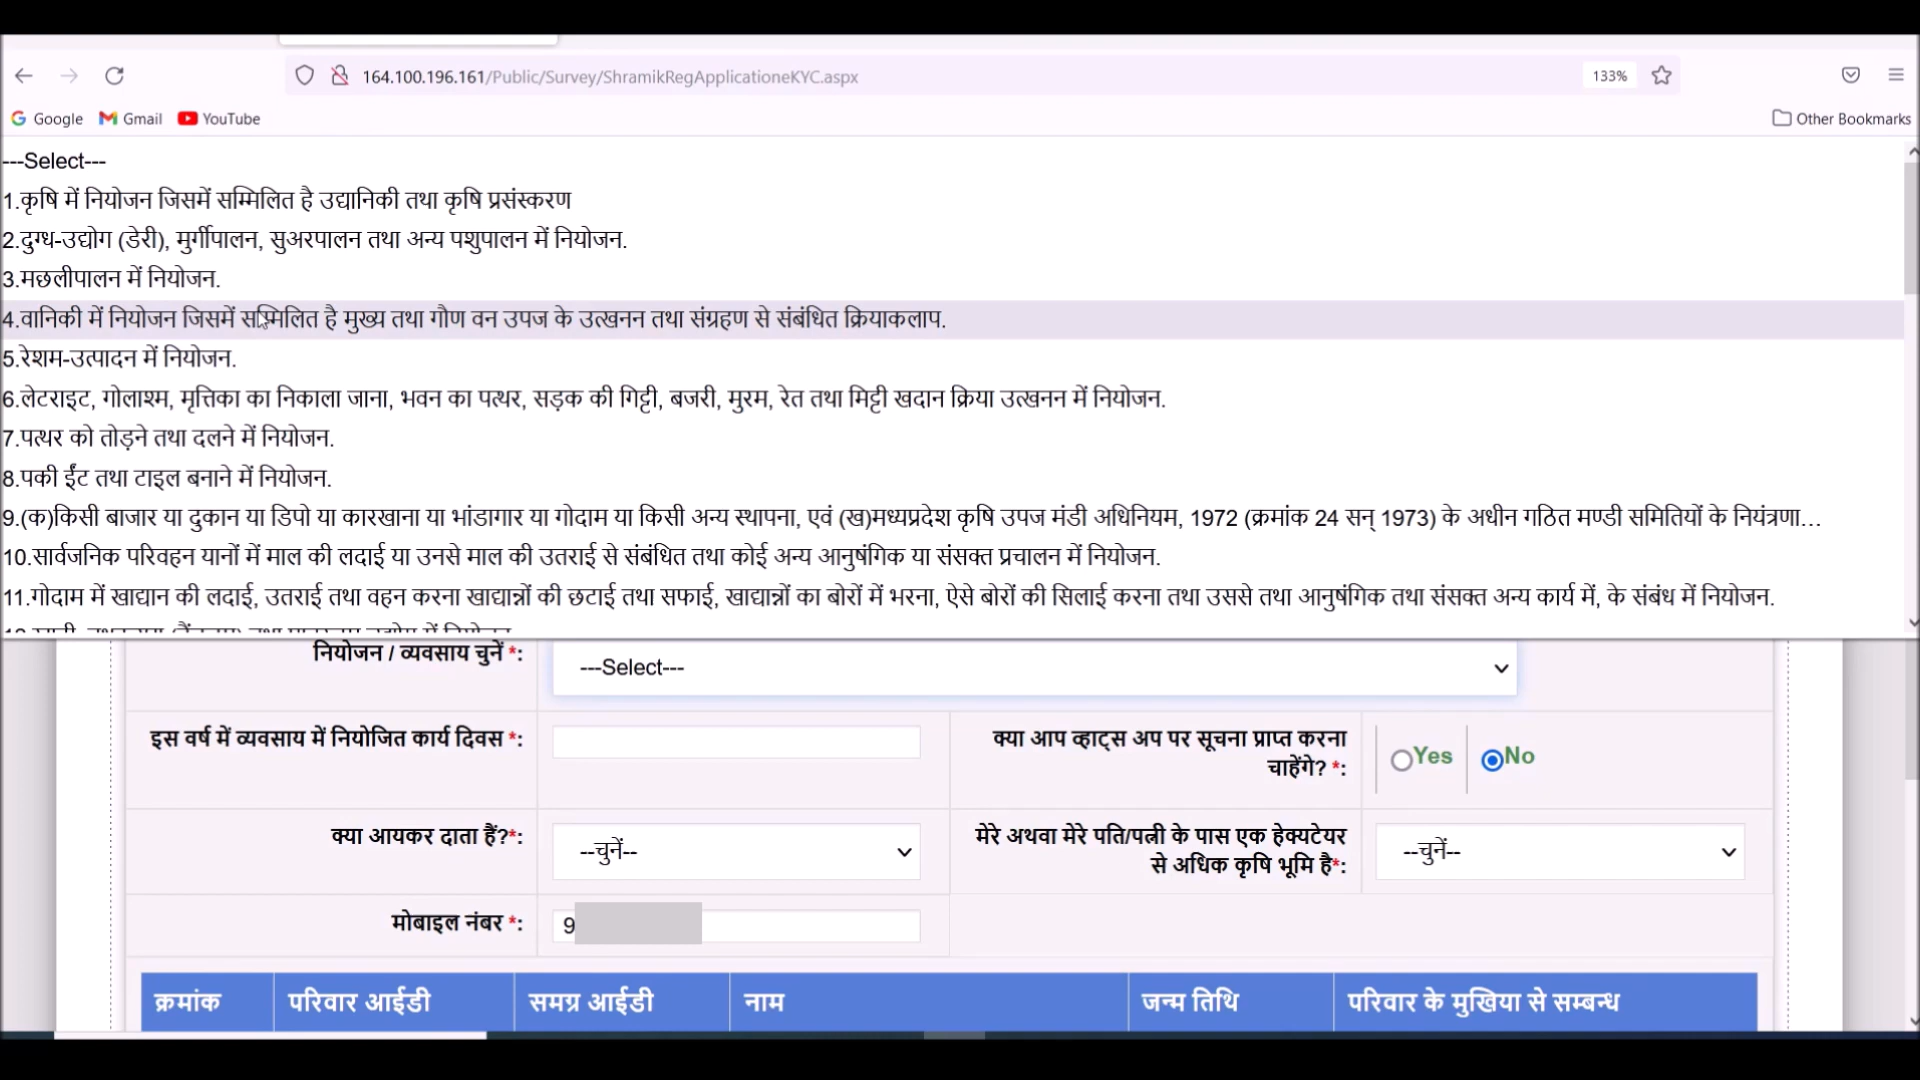 164.100.196.161/Public/Survey/ShramikRegApplicationeKYC.aspx
133%
Google
Gmail
YouTube
Other Bookmarks
---Select---
1.कृषि में नियोजन जिसमें सम्मिलित है उद्यानिकी तथा कृषि प्रसंस्करण
2.दुग्ध-उद्योग (डेरी), मुर्गीपालन, सुअरपालन तथा अन्य पशुपालन में नियोजन.
3.मछलीपालन में नियोजन.
4.वानिकी में नियोजन जिसमें सम्मिलित है मुख्य तथा गौण वन उपज के उत्खनन तथा संग्रहण से संबंधित क्रियाकलाप.
5.रेशम-उत्पादन में नियोजन.
6.लेटराइट, गोलाश्म, मृत्तिका का निकाला जाना, भवन का पत्थर, सड़क की गिट्टी, बजरी, मुरम, रेत तथा मिट्टी खदान क्रिया उत्खनन में नियोजन.
7.पत्थर को तोड़ने तथा दलने में नियोजन.
8.पकी ईंट तथा टाइल बनाने में नियोजन.
9.(क)किसी बाजार या दुकान या डिपो या कारखाना या भांडागार या गोदाम या किसी अन्य स्थापना, एवं (ख)मध्यप्रदेश कृषि उपज मंडी अधिनियम, 1972 (क्रमांक 24 सन् 1973) के अधीन गठित मण्डी समितियों के नियंत्रणा...
10.सार्वजनिक परिवहन यानों में माल की लदाई या उनसे माल की उतराई से संबंधित तथा कोई अन्य आनुषंगिक या संसक्त प्रचालन में नियोजन.
11.गोदाम में खाद्यान की लदाई, उतराई तथा वहन करना खाद्यान्नों की छटाई तथा सफाई, खाद्यान्नों का बोरों में भरना, ऐसे बोरों की सिलाई करना तथा उससे तथा आनुषंगिक तथा संसक्त अन्य कार्य में, के संबंध में नियोजन.
नियोजन / व्यवसाय चुनें *:
---Select---
इस वर्ष में व्यवसाय में नियोजित कार्य दिवस *:
क्या आप व्हाट्स अप पर सूचना प्राप्त करना
चाहेंगे? *:
Yes
No
क्या आयकर दाता हैं?*:
--चुनें--
मेरे अथवा मेरे पति/पत्नी के पास एक हेक्यटेयर
से अधिक कृषि भूमि है*:
--चुनें--
मोबाइल नंबर *:
9
क्रमांक
परिवार आईडी
समग्र आईडी
नाम
जन्म तिथि
परिवार के मुखिया से सम्बन्ध